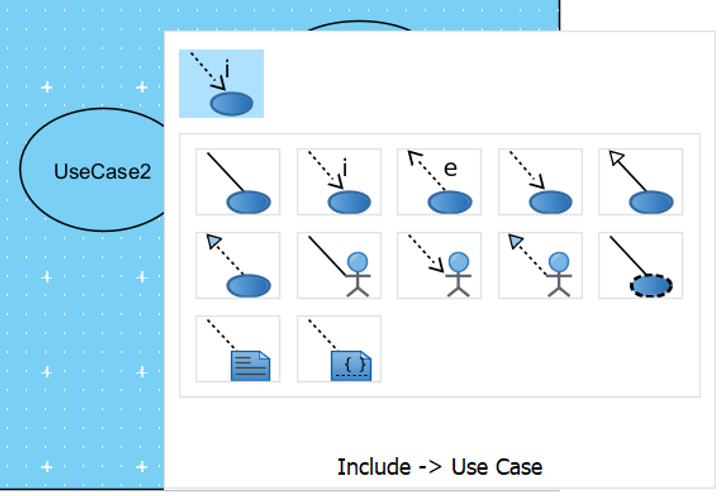 i
UseCase2
i
e
{ }
Include -> Use Case